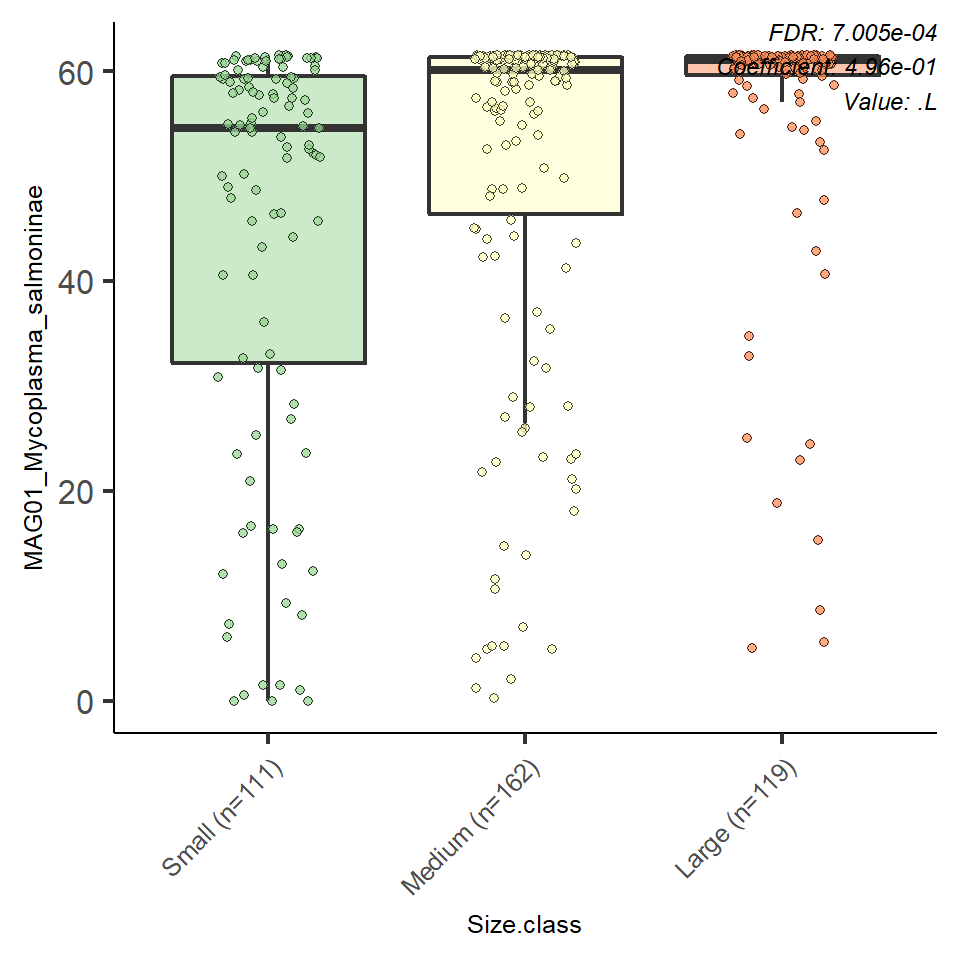 FDR: 7.005e-04
Coefficient: 4.96e-01
Value: .L
MAG01_Mycoplasma_salmoninae
60
40
20
0
Small (n=111)
Medium (n=162)
Large (n=119)
Size.class